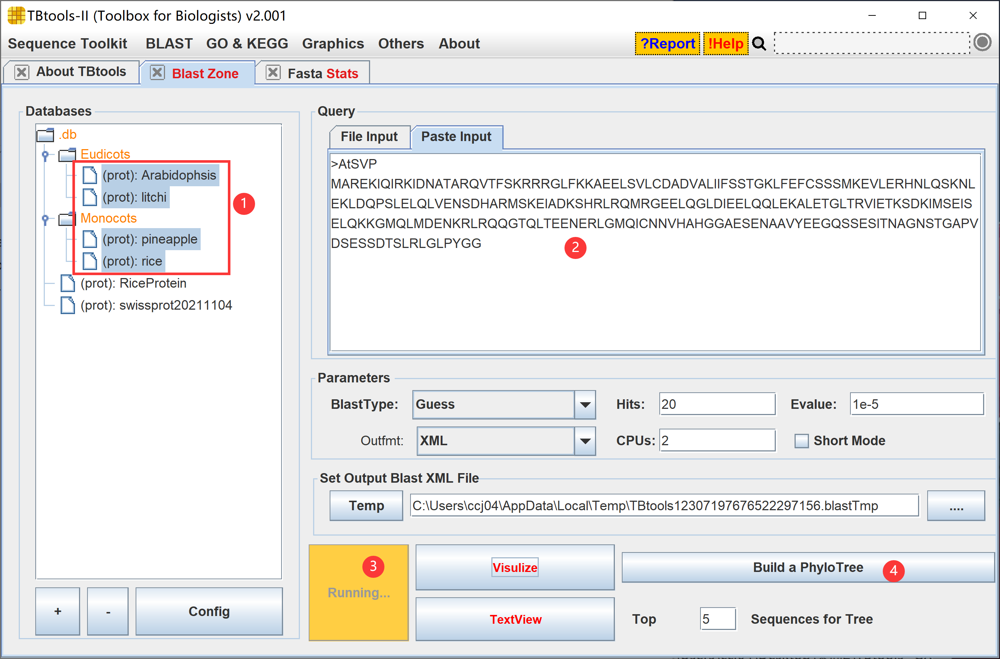 TBtools-II (Toolbox for Biologists) v2.001
Sequence Toolkit BLAST GO & KEGG Graphics Others About ?Report !Help
About TBtools Blast Zone Fasta Stats
Databases
.db
Eudicots
(prot): Arabidophsis
(prot): litchi
1
Monocots
(prot): pineapple
(prot): rice
(prot): RiceProtein
(prot): swissprot20211104
+ - Config
Query
File Input Paste Input
>AtSVP
MAREKIQIRKIDNATARQVTFSKRRRGLFKKAEELSVLCDADVALIIFSSTGKLFEFCSSSMKEVLERHNLQSKNL
EKLDQPSLELQLVENSDHARMSKEIADKSHRLRQMRGEELQGLDIEELQQLEKALETGLTRVIETKSDKIMSEIS
ELQKKGMQLMDENKRLRQQGTQLTEENERLGMQICNNVHAHGGAESENAAVYEEGQSSESITNAGNSTGAPV
DSESSDTSLRLGLPYGG
2
Parameters
BlastType: Guess Hits: 20 Evalue: 1e-5
Outfmt: XML CPUs: 2 Short Mode
Set Output Blast XML File
Temp C:\Users\ccj04\AppData\Local\Temp\TBtools12307197676522297156.blastTmp ....
3
Running...
Visulize
Build a PhyloTree 4
TextView
Top 5 Sequences for Tree